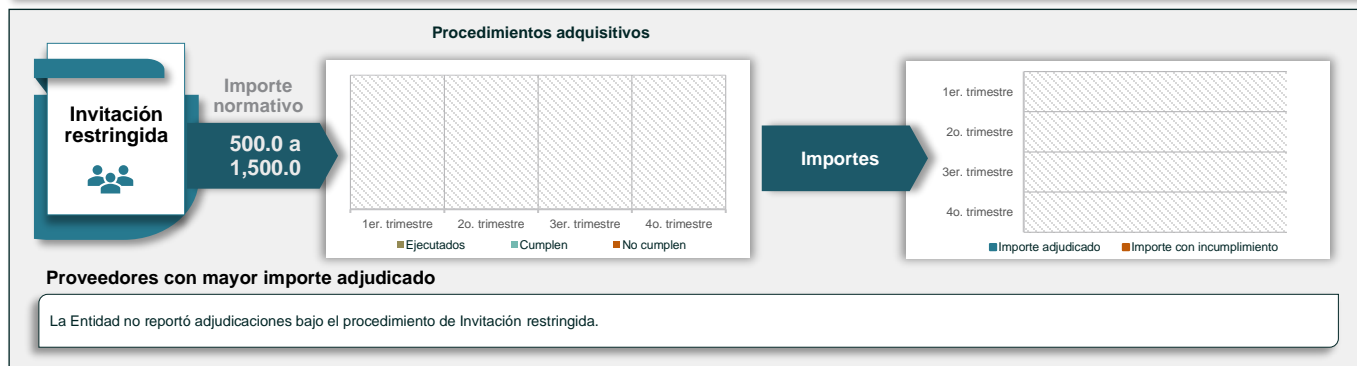 Procedimientos adquisitivos
Invitación
restringida
Importe
normativo
500.0 a
1,500.0
1er. trimestre
2o. trimestre
3er. trimestre
4o. trimestre
Ejecutados
Cumplen
No cumplen
Importes
1er. trimestre
2o. trimestre
3er. trimestre
4o. trimestre
Importe adjudicado
Importe con incumplimiento
Proveedores con mayor importe adjudicado
La Entidad no reportó adjudicaciones bajo el procedimiento de Invitación restringida.